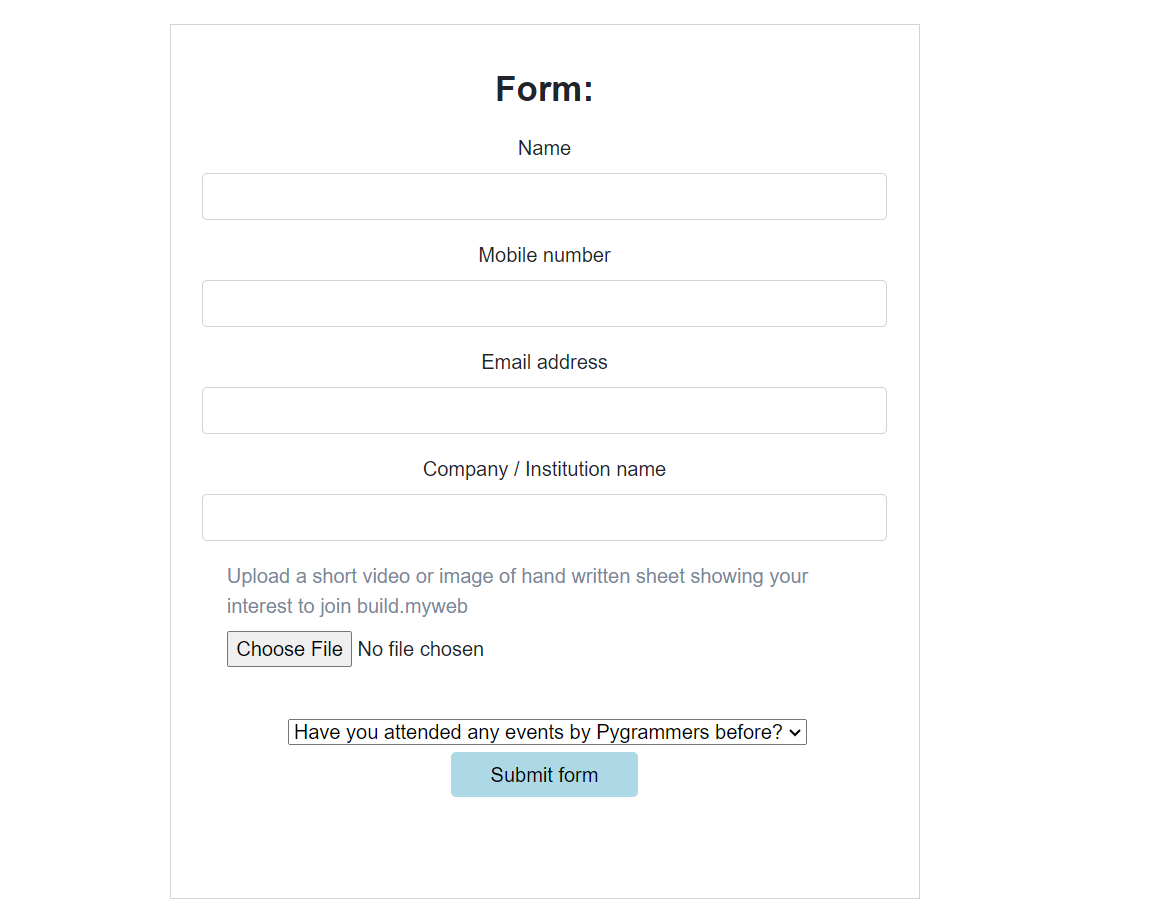 Form:
Name
Mobile number
Email address
Company / Institution name
Upload a short video or image of hand written sheet showing your
interest to join build.myweb
Choose File No file chosen
Have you attended any events by Pygrammers before?
Submit form